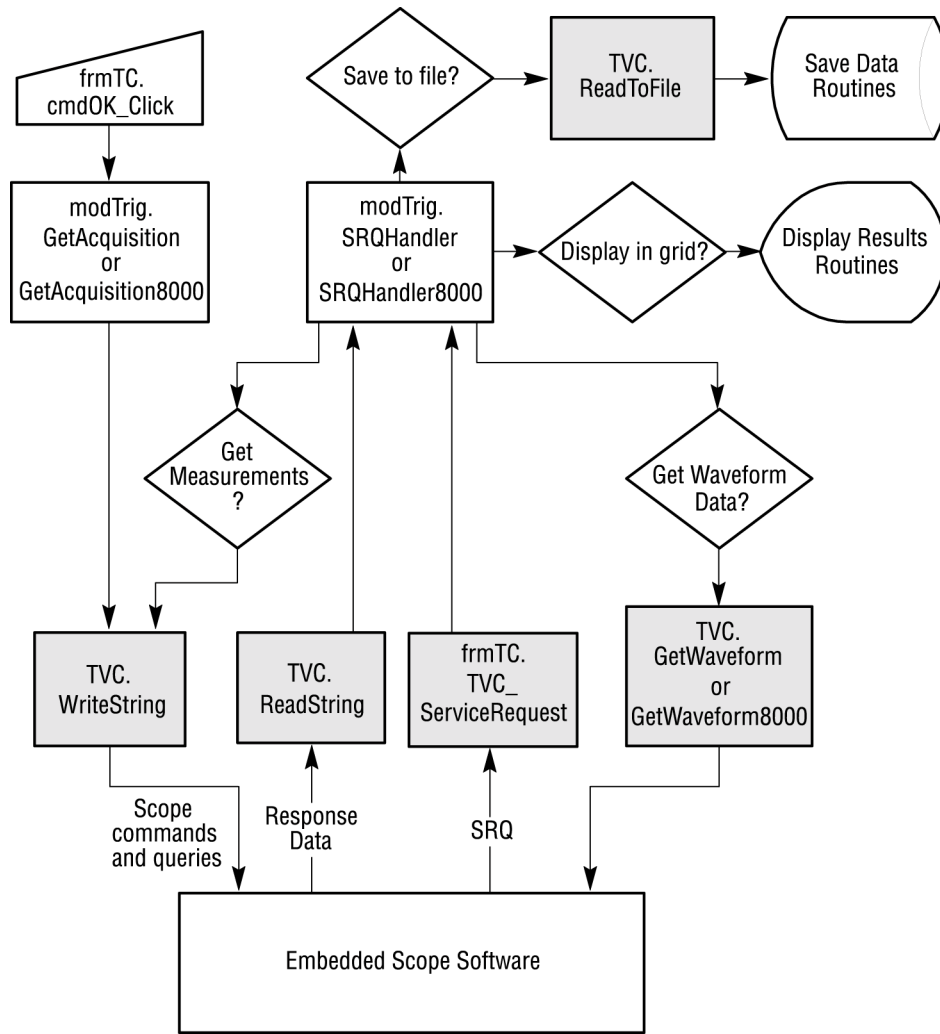 frmTC.
cmdOK_Click
Save to file?
TVC.
ReadToFile
Save Data
Routines
modTrig.
GetAcquisition
or
GetAcquisition8000
modTrig.
SRQHandler
or
SRQHandler8000
Display in grid?
Display Results
Routines
Get
Measurements
?
Get Waveform
Data?
TVC.
WriteString
TVC.
ReadString
frmTC.
TVC_
ServiceRequest
TVC.
GetWaveform
or
GetWaveform8000
Scope
commands
and queries
Response
Data
SRQ
Embedded Scope Software